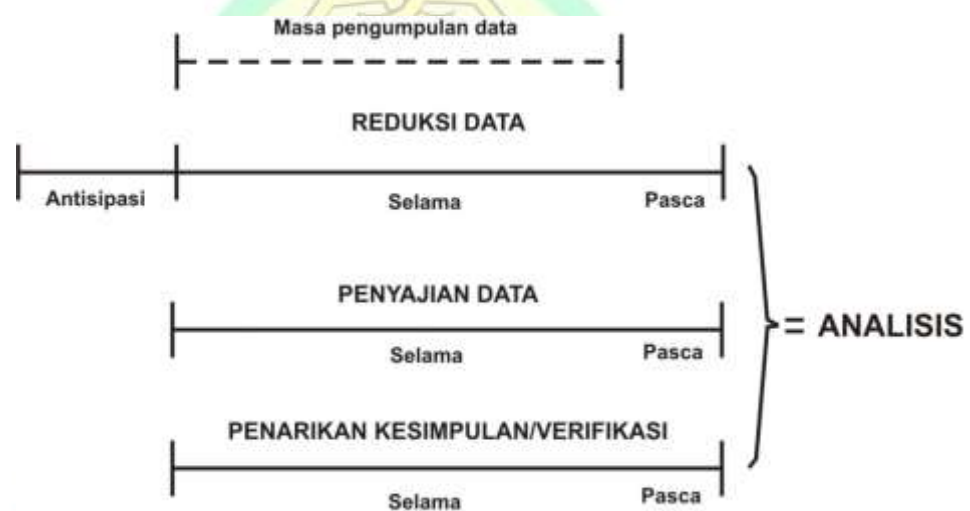 Masa pengumpulan data
REDUKSI DATA
Antisipasi Selama Pasca
PENYAJIAN DATA
Selama Pasca
= ANALISIS
PENARIKAN KESIMPULAN/VERIFIKASI
Selama Pasca